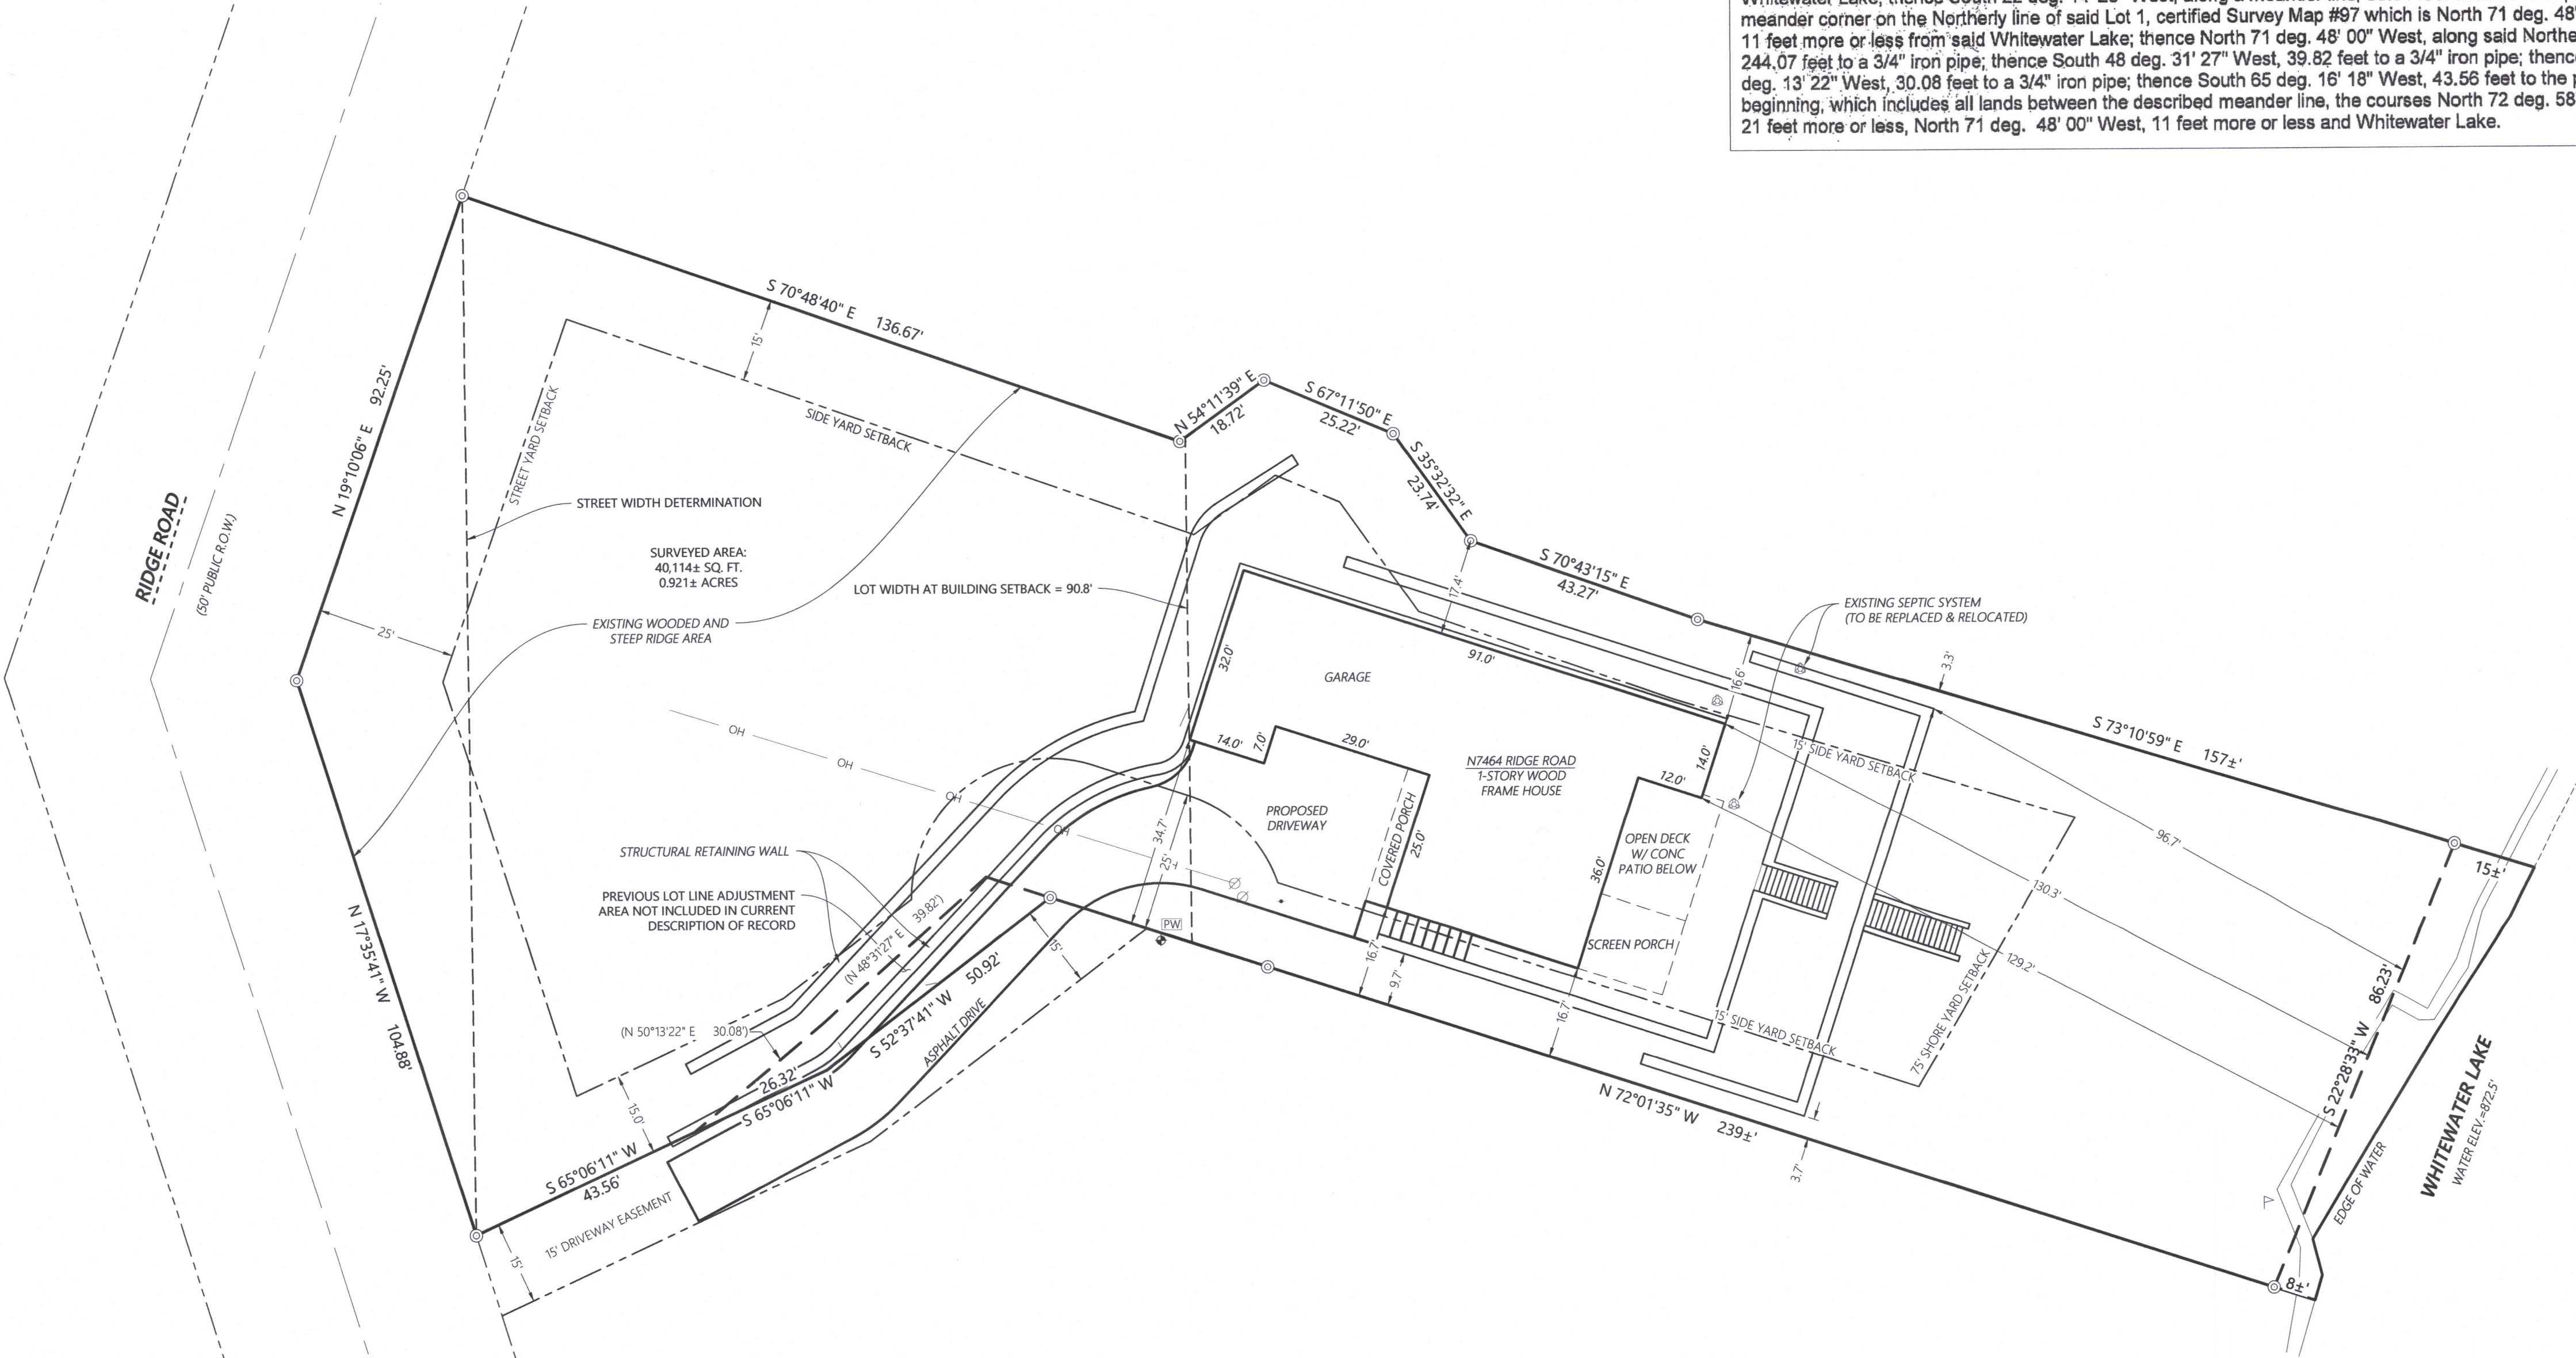 meander corner on the Northerly line of said Lot 1, certified Survey Map #97 which is North 71 deg. 48'
11 feet more or less from said Whitewater Lake; thence North 71 deg. 48' 00" West, along said Northe
244.07 feet to a 3/4" iron pipe; thence South 48 deg. 31' 27" West, 39.82 feet to a 3/4" iron pipe; thenc
deg. 13' 22" West, 30.08 feet to a 3/4" iron pipe; thence South 65 deg. 16' 18" West, 43.56 feet to the
beginning, which includes all lands between the described meander line, the courses North 72 deg. 58
21 feet more or less, North 71 deg. 48' 00" West, 11 feet more or less and Whitewater Lake.
S 70°48'40" E 136.67'
15'
SIDE YARD SETBACK
N 19°10'06" E 92.25'
STREET YARD SETBACK
N 54°11'39" E
18.72'
S 67°11'50" E
25.22'
S 35°32'32" E
23.74'
S 70°43'15" E
43.27'
RIDGE ROAD
(50' PUBLIC R.O.W.)
STREET WIDTH DETERMINATION
SURVEYED AREA:
40,114± SQ. FT.
0.921± ACRES
LOT WIDTH AT BUILDING SETBACK = 90.8'
EXISTING WOODED AND
STEEP RIDGE AREA
25'
17.4'
EXISTING SEPTIC SYSTEM
(TO BE REPLACED & RELOCATED)
32.0'
GARAGE
91.0'
16.6'
3.3'
S 73°10'59" E 157±'
OH
OH
OH
OH
14.0'
7.0'
29.0'
N7464 RIDGE ROAD
1-STORY WOOD
FRAME HOUSE
14.0'
12.0'
15' SIDE YARD SETBACK
PROPOSED
DRIVEWAY
COVERED PORCH
25.0'
34.7'
25'
36.0'
OPEN DECK
W/ CONC
PATIO BELOW
SCREEN PORCH
96.7'
130.3'
129.2'
15±'
86.23'
STRUCTURAL RETAINING WALL
PREVIOUS LOT LINE ADJUSTMENT
AREA NOT INCLUDED IN CURRENT
DESCRIPTION OF RECORD
(N 48°31'27" E 39.82')
PW
15'
16.7'
9.7'
16.7'
15' SIDE YARD SETBACK
75' SHORE YARD SETBACK
N 17°35'41" W 104.88'
(N 50°13'22" E 30.08')
S 52°37'41" W 50.92'
ASPHALT DRIVE
26.32'
S 65°06'11" W
15.0'
S 65°06'11" W
43.56'
15' DRIVEWAY EASEMENT
15'
N 72°01'35" W 239±'
3.7'
S 22°28'33" W
EDGE OF WATER
WHITEWATER LAKE
WATER ELEV.=872.5'
8±'